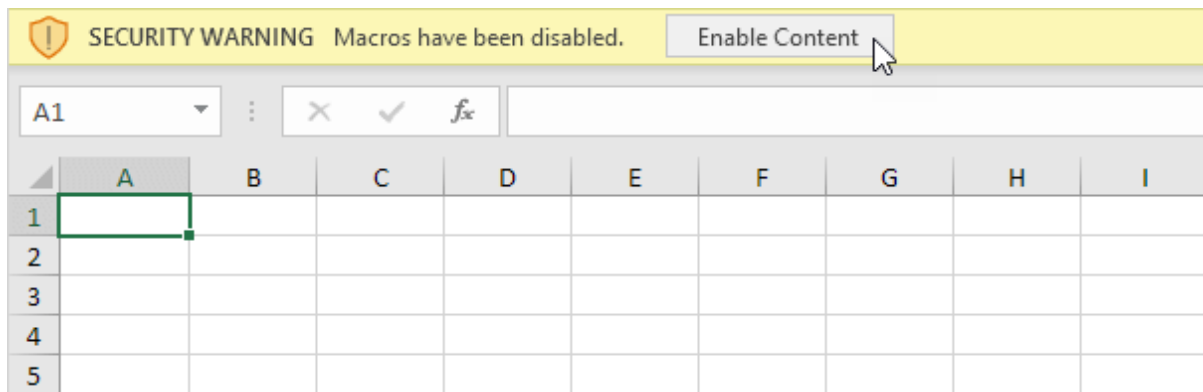 SECURITY WARNING Macros have been disabled. Enable Content
A1 fx
A B C D E F G H I
1
2
3
4
5